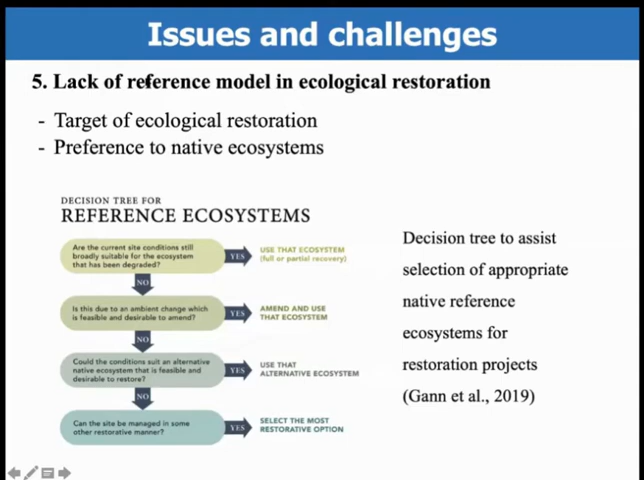 Issues and challenges
5. Lack of reference model in ecological restoration
- Target of ecological restoration
- Preference to native ecosystems
DECISION TREE FOR
REFERENCE ECOSYSTEMS
Are the current site conditions still
broadly suitable for the ecosystem
that has been degraded?
YES
USE THAT ECOSYSTEM
(full or partial recovery)
NO
Is this due to an ambient change which
is feasible and desirable to amend?
YES
AMEND AND USE
THAT ECOSYSTEM
NO
Could the conditions suit an alternative
native ecosystem that is feasible and
desirable to restore?
YES
USE THAT
ALTERNATIVE ECOSYSTEM
NO
Can the site be managed in some
other restorative manner?
YES
SELECT THE MOST
RESTORATIVE OPTION
Decision tree to assist
selection of appropriate
native reference
ecosystems for
restoration projects
(Gann et al., 2019)